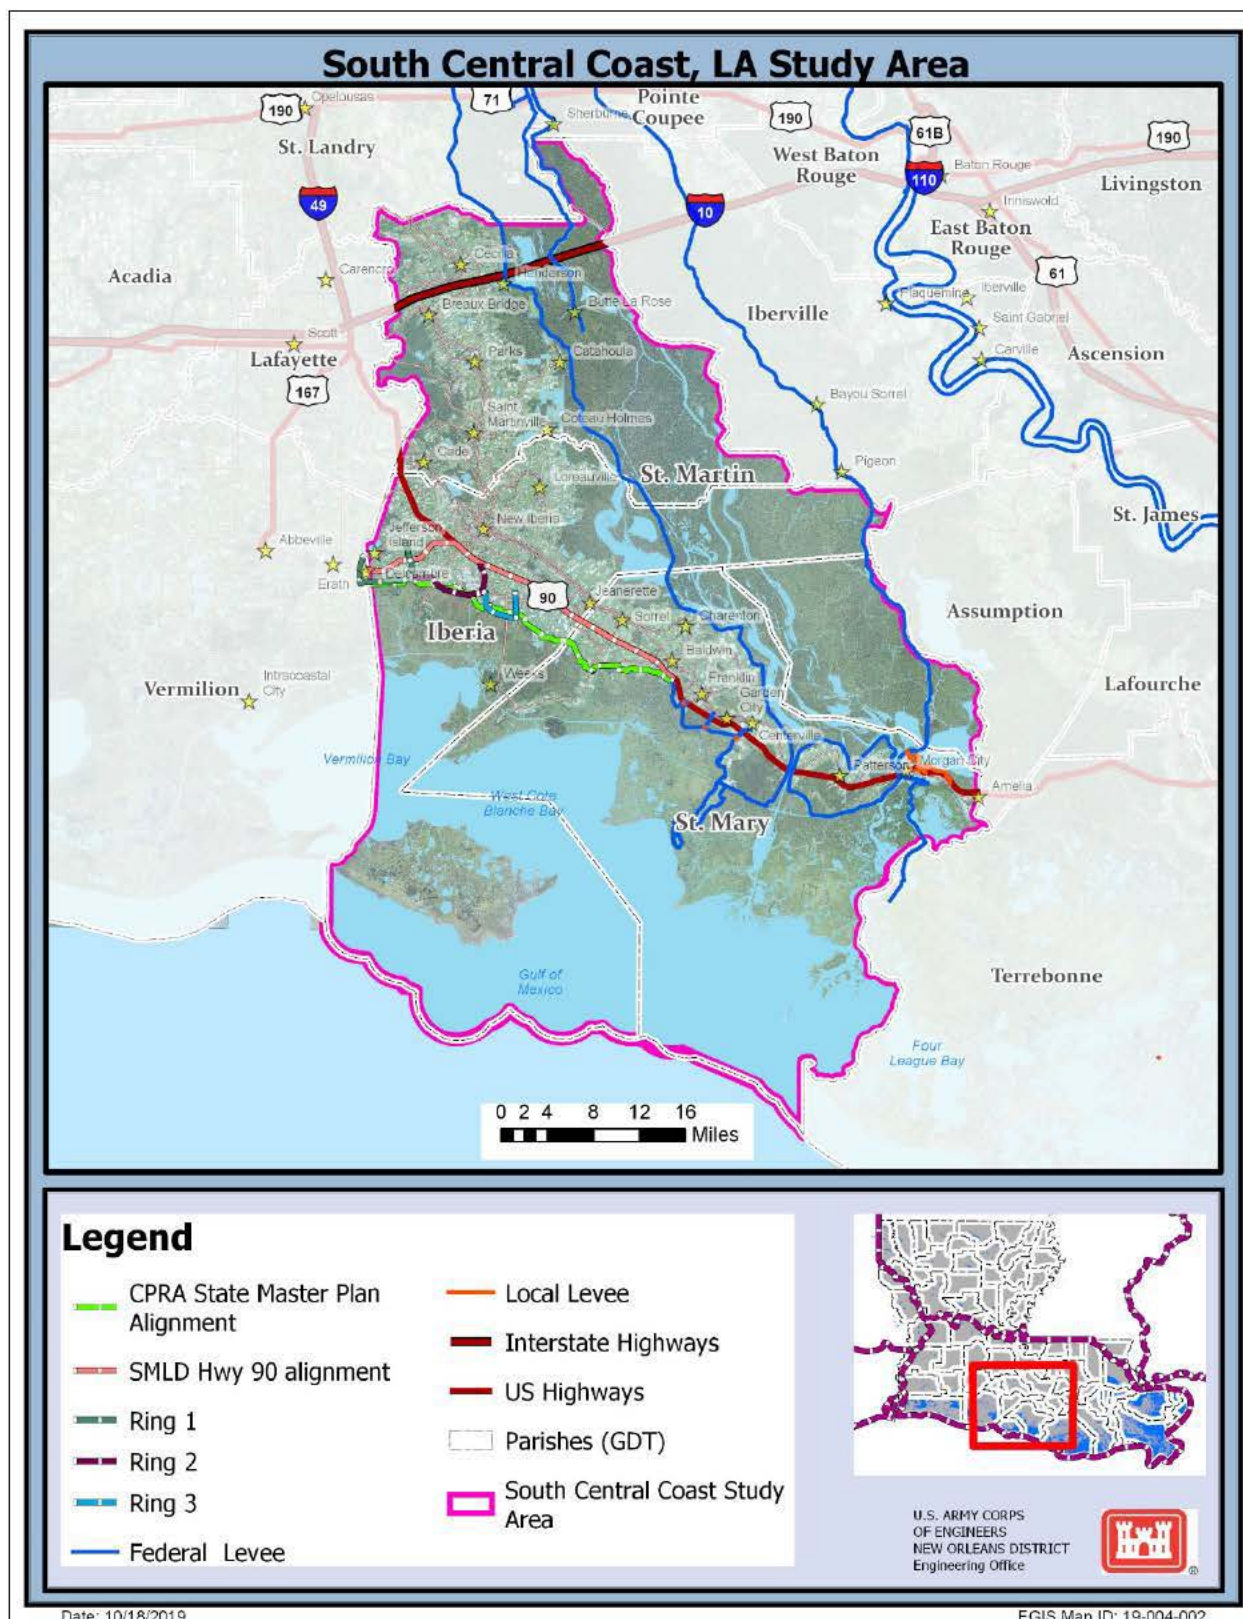 South Central Coast, LA Study Area
Opelousas
190
71
Sherburne
Pointe
Coupee
190
61B
190
St. Landry
West Baton
Rouge
Baton Rouge
110
Livingston
49
10
Inniswold
East Baton
Rouge
Acadia
Carencro
Cecilia
Henderson
61
Breaux Bridge
Butte La Rose
Iberville
Plaquemine
Iberville
Saint Gabriel
Scott
Lafayette
Parks
Catahoula
Carville
Ascension
167
Saint
Martinville
Coteau Holmes
Bayou Sorrel
Cade
Loreauville
St. Martin
Pigeon
New Iberia
St. James
Abbeville
Jefferson
Island
Erath
Delcambre
90
Jeanerette
Sorrel
Charenton
Assumption
Iberia
Baldwin
Vermilion
Intracoastal
City
Weeks
Franklin
Garden
City
Centerville
Lafourche
Vermilion Bay
Patterson
Morgan City
Amelia
West Cote
Blanche Bay
St. Mary
Gulf of
Mexico
Terrebonne
Four
League Bay
0 2 4 8 12 16
Miles
Legend
CPRA State Master Plan
Alignment
SMLD Hwy 90 alignment
Ring 1
Ring 2
Ring 3
Federal Levee
Local Levee
Interstate Highways
US Highways
Parishes (GDT)
South Central Coast Study
Area
U.S. ARMY CORPS
OF ENGINEERS
NEW ORLEANS DISTRICT
Engineering Office
®
Date: 10/18/2019
EGIS Map ID: 19-004-002